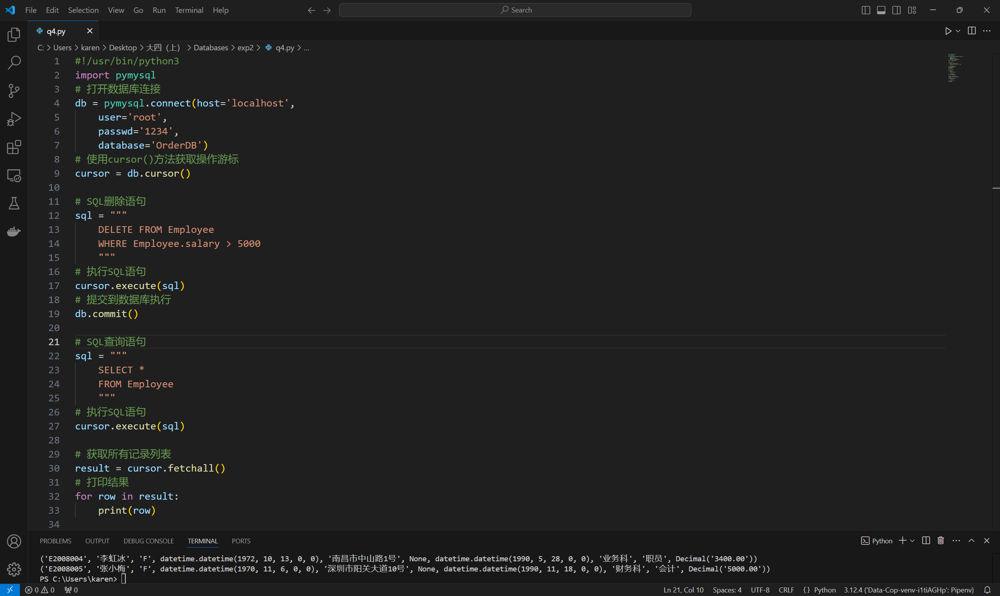 File Edit Selection View Go Run Terminal Help
Search
q4.py
C: > Users > karen > Desktop > 大四（上） > Databases > exp2 > q4.py > ...
1 #!/usr/bin/python3
2 import pymysql
3 # 打开数据库连接
4 db = pymysql.connect(host='localhost',
5     user='root',
6     passwd='1234',
7     database='OrderDB')
8 # 使用cursor()方法获取操作游标
9 cursor = db.cursor()
10
11 # SQL删除语句
12 sql = """
13     DELETE FROM Employee
14     WHERE Employee.salary > 5000
15     """
16 # 执行SQL语句
17 cursor.execute(sql)
18 # 提交到数据库执行
19 db.commit()
20
21 # SQL查询语句
22 sql = """
23     SELECT *
24     FROM Employee
25     """
26 # 执行SQL语句
27 cursor.execute(sql)
28
29 # 获取所有记录列表
30 result = cursor.fetchall()
31 # 打印结果
32 for row in result:
33     print(row)
34
PROBLEMS OUTPUT DEBUG CONSOLE TERMINAL PORTS Python
('E2008004', '李虹冰', 'F', datetime.datetime(1972, 10, 13, 0, 0), '南昌市中山路1号', None, datetime.datetime(1990, 5, 28, 0, 0), '业务科', '职员', Decimal('3400.00'))
('E2008005', '张小梅', 'F', datetime.datetime(1970, 11, 6, 0, 0), '深圳市阳关大道10号', None, datetime.datetime(1990, 11, 18, 0, 0), '财务科', '会计', Decimal('5000.00'))
PS C:\Users\karen>
0 0 0 Ln 21, Col 10 Spaces: 4 UTF-8 CRLF {} Python 3.12.4 ('Data-Cop-venv-i1tiAGHp': Pipenv)